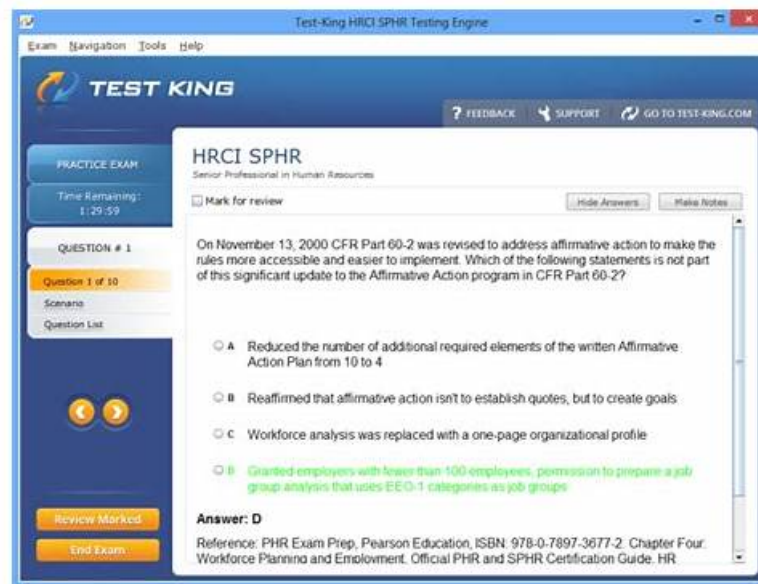 Test-King HRCI SPHR Testing Engine
Exam Navigation Tools Help
TEST KING
? FEEDBACK SUPPORT GO TO TEST-KING.COM
PRACTICE EXAM
Time Remaining:
1:29:59
QUESTION # 1
Question 1 of 10
Scenario
Question List
Review Marked
End Exam
HRCI SPHR
Senior Professional in Human Resources
Mark for review
Hide Answers Make Notes
On November 13, 2000 CFR Part 60-2 was revised to address affirmative action to make the
rules more accessible and easier to implement. Which of the following statements is not part
of this significant update to the Affirmative Action program in CFR Part 60-2?
A Reduced the number of additional required elements of the written Affirmative
Action Plan from 10 to 4
B Reaffirmed that affirmative action isn't to establish quotes, but to create goals
C Workforce analysis was replaced with a one-page organizational profile
D Granted employers with fewer than 100 employees, permission to prepare a job
group analysis that uses EEO-1 categories as job groups
Answer: D
Reference: PHR Exam Prep, Pearson Education, ISBN: 978-0-7897-3677-2. Chapter Four:
Workforce Planning and Employment. Official PHR and SPHR Certification Guide. HR